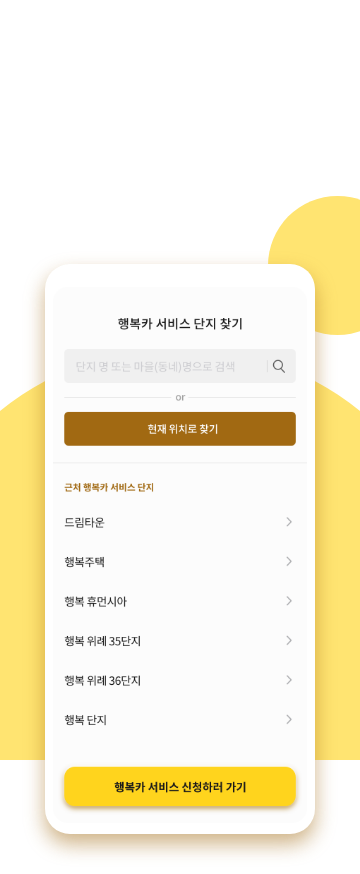 행복카 서비스 단지 찾기
단지 명 또는 마을(동네)명으로 검색
or
현재 위치로 찾기
근처 행복카 서비스 단지
드림타운
행복주택
행복 휴먼시아
행복 위례 35단지
행복 위례 36단지
행복 단지
행복카 서비스 신청하러 가기